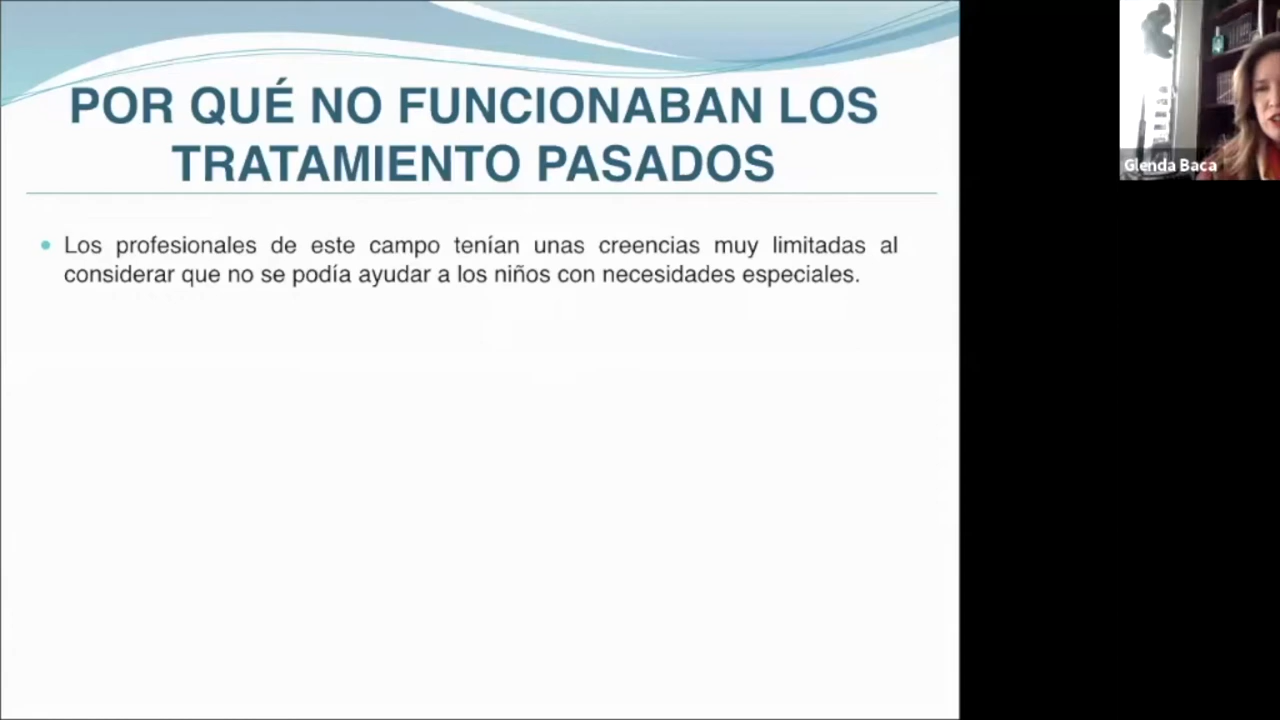 POR QUÉ NO FUNCIONABAN LOS
TRATAMIENTO PASADOS
Los profesionales de este campo tenían unas creencias muy limitadas al
considerar que no se podía ayudar a los niños con necesidades especiales.
Glenda Baca